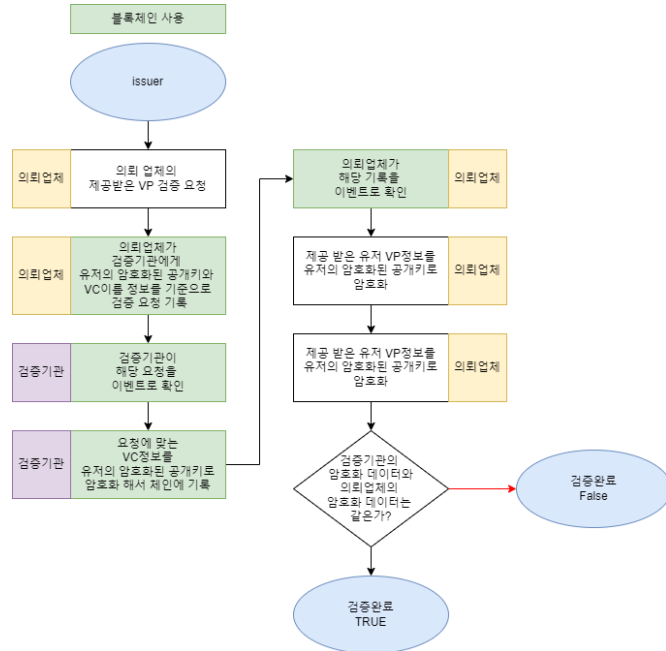 블록체인 사용
issuer
의뢰업체
의뢰 업체의
제공받은 VP 검증 요청
의뢰업체
의뢰업체가
검증기관에게
유저의 암호화된 공개키와
VC이름 정보를 기준으로
검증 요청 기록
검증기관
검증기관이
해당 요청을
이벤트로 확인
검증기관
요청에 맞는
VC정보를
유저의 암호화된 공개키로
암호화 해서 체인에 기록
의뢰업체가
해당 기록을
이벤트로 확인
의뢰업체
제공 받은 유저 VP정보를
유저의 암호화된 공개키로
암호화
의뢰업체
제공 받은 유저 VP정보를
유저의 암호화된 공개키로
암호화
의뢰업체
검증기관의
암호화 데이터와
의뢰업체의
암호화 데이터는
같은가?
검증완료
False
검증완료
TRUE